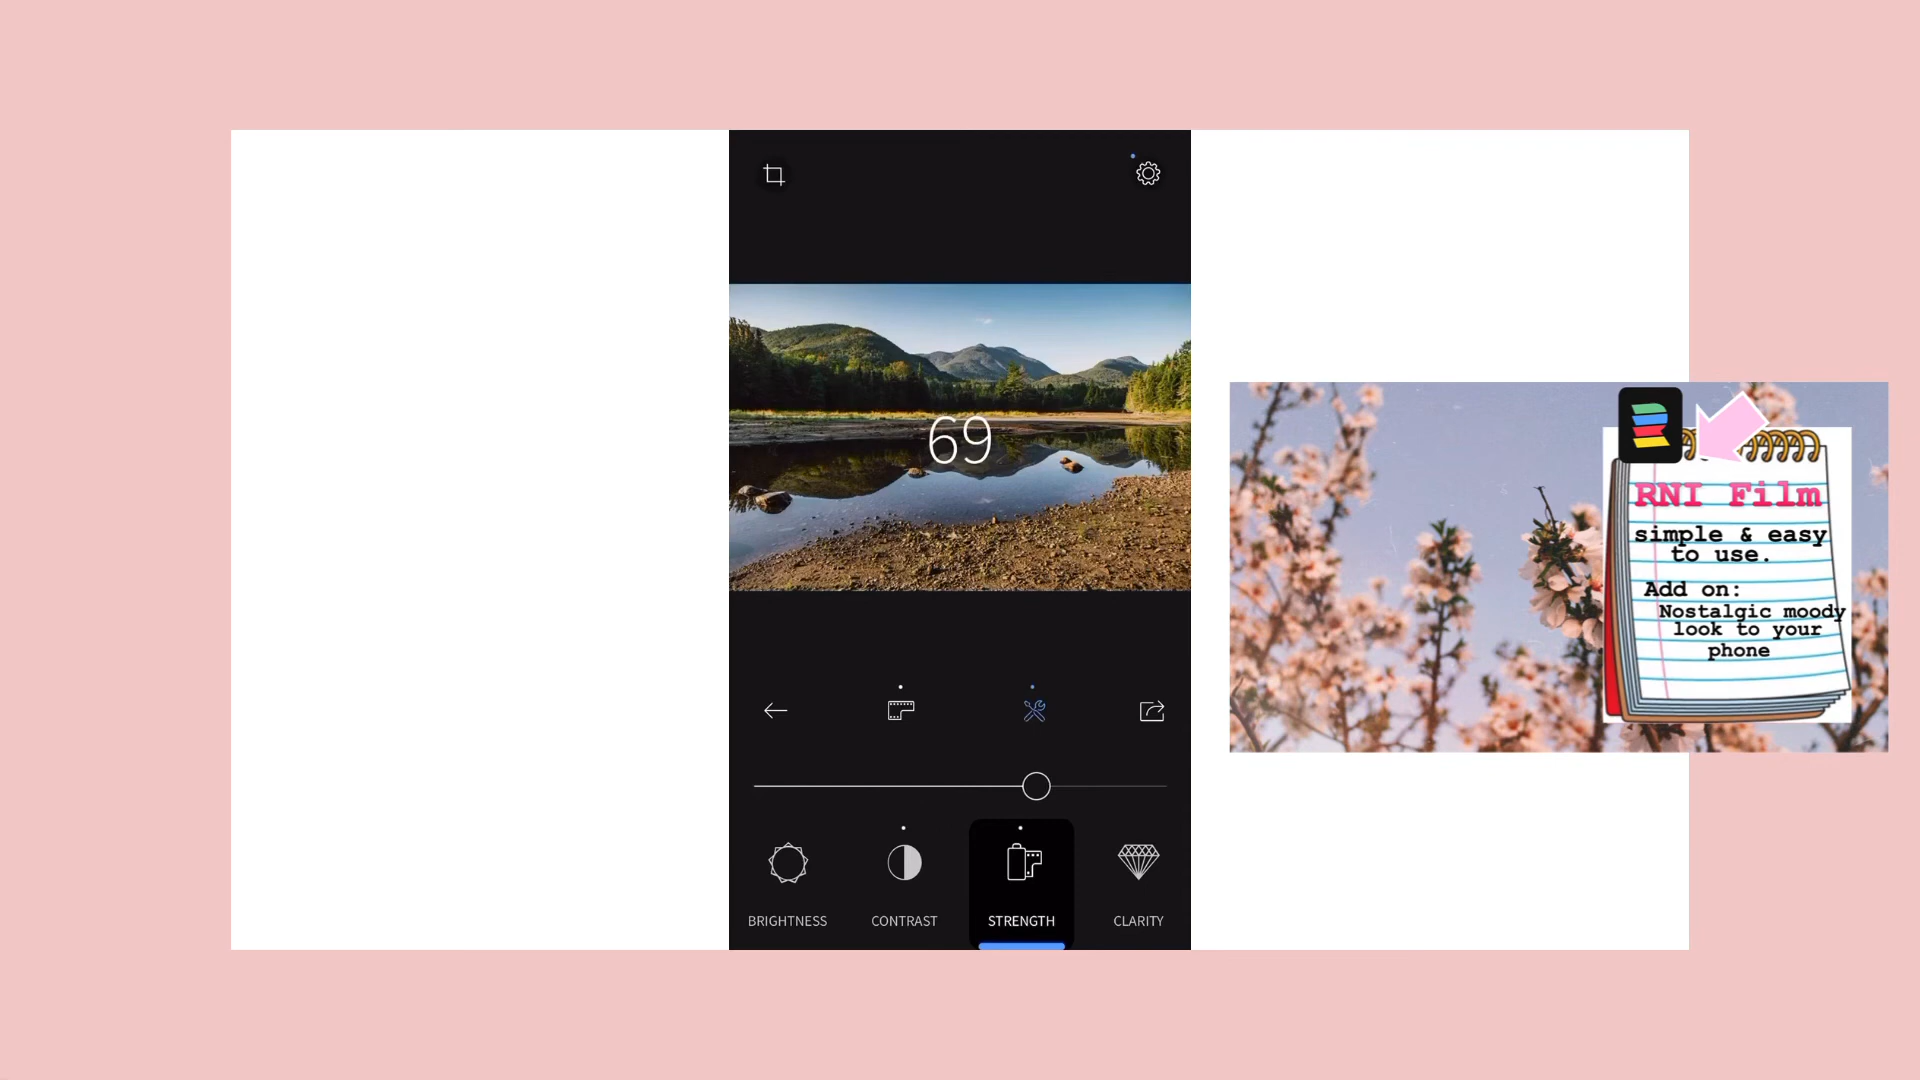 69
BRIGHTNESS
CONTRAST
STRENGTH
CLARITY
RNI Film
simple & easy
to use.
Add on:
Nostalgic moody
look to your
phone